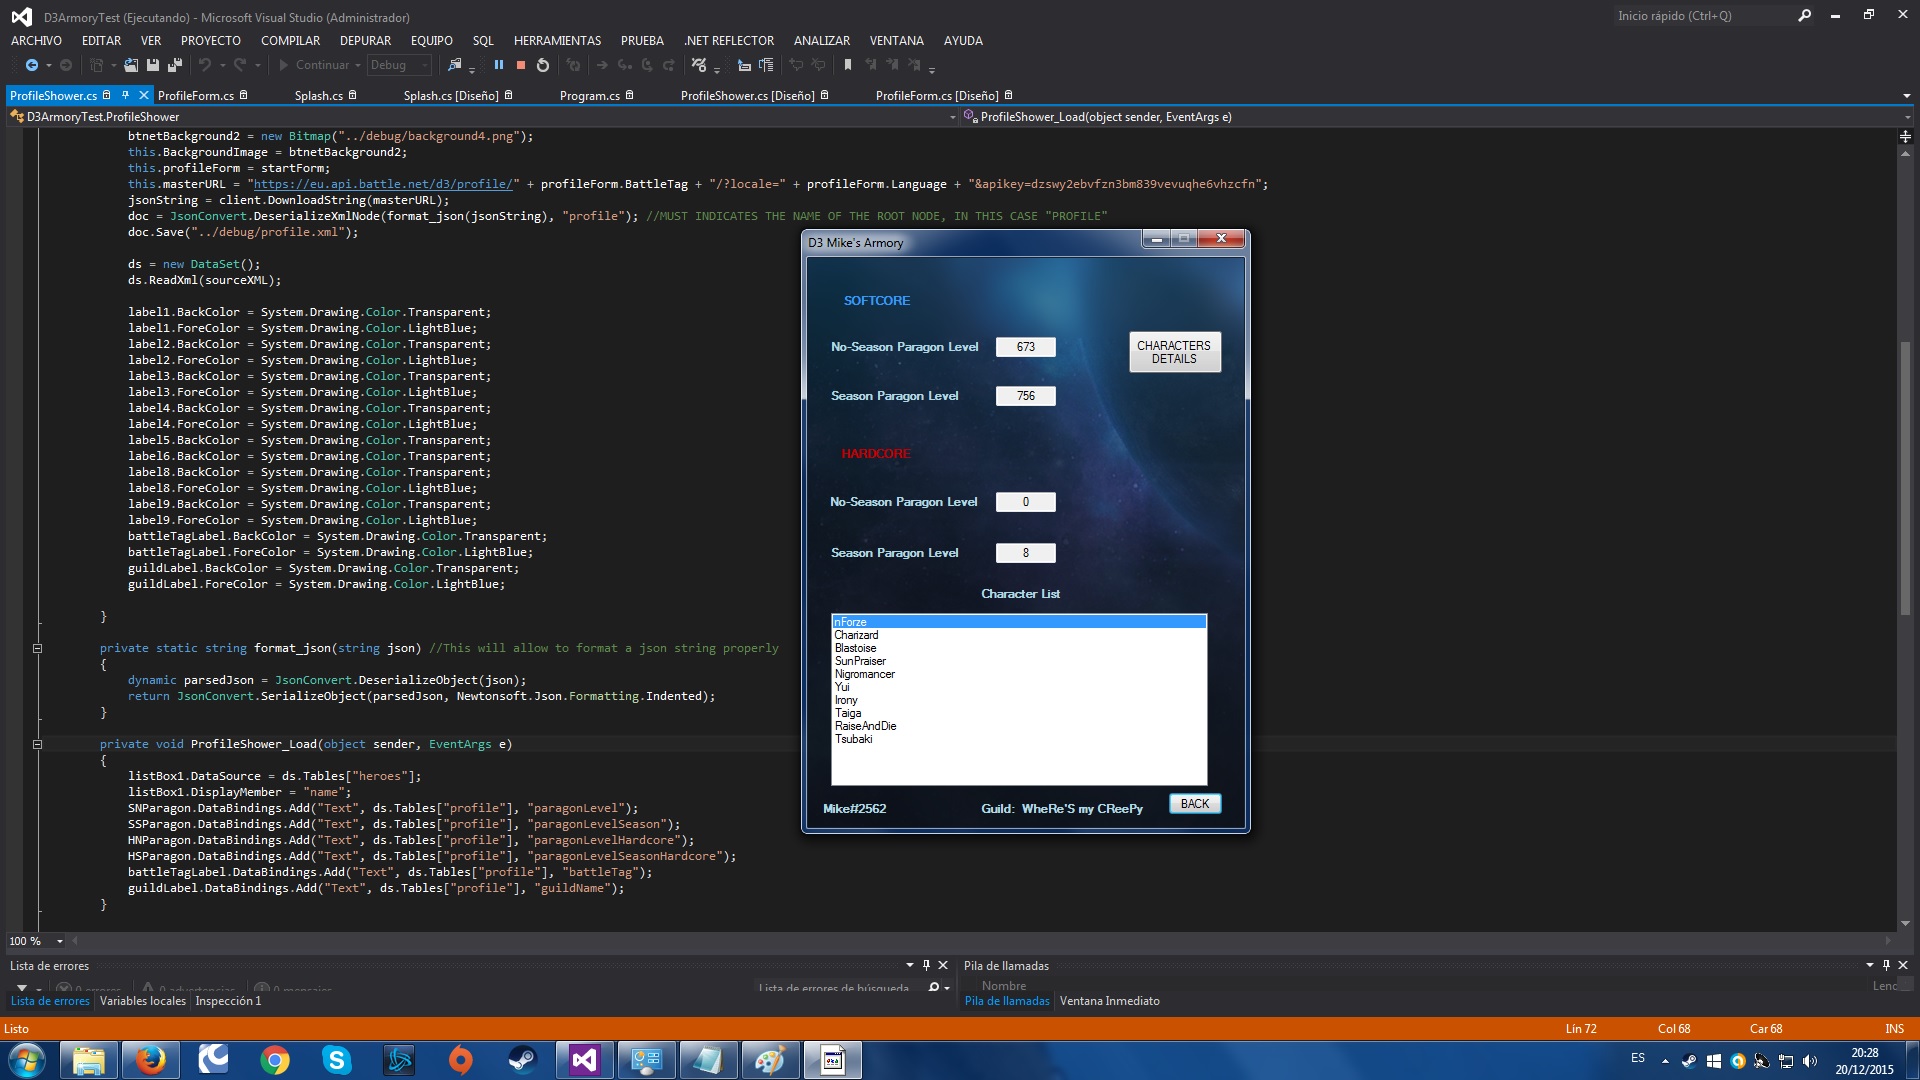 D3ArmoryTest (Ejecutando) - Microsoft Visual Studio (Administrador)
Inicio rápido (Ctrl+Q)
ARCHIVO EDITAR VER PROYECTO COMPILAR DEPURAR EQUIPO SQL HERRAMIENTAS PRUEBA .NET REFLECTOR ANALIZAR VENTANA AYUDA
Continuar Debug
ProfileShower.cs ProfileForm.cs Splash.cs Splash.cs [Diseño] Program.cs ProfileShower.cs [Diseño] ProfileForm.cs [Diseño]
D3ArmoryTest.ProfileShower ProfileShower_Load(object sender, EventArgs e)
btnetBackground2 = new Bitmap("../debug/background4.png");
this.BackgroundImage = btnetBackground2;
this.profileForm = startForm;
this.masterURL = "https://eu.api.battle.net/d3/profile/" + profileForm.BattleTag + "/?locale=" + profileForm.Language + "&apikey=dzswy2ebvfzn3bm839vevuqhe6vhzcfn";
jsonString = client.DownloadString(masterURL);
doc = JsonConvert.DeserializeXmlNode(format_json(jsonString), "profile"); //MUST INDICATES THE NAME OF THE ROOT NODE, IN THIS CASE "PROFILE"
doc.Save("../debug/profile.xml");
ds = new DataSet();
ds.ReadXml(sourceXML);
label1.BackColor = System.Drawing.Color.Transparent;
label1.ForeColor = System.Drawing.Color.LightBlue;
label2.BackColor = System.Drawing.Color.Transparent;
label2.ForeColor = System.Drawing.Color.LightBlue;
label3.BackColor = System.Drawing.Color.Transparent;
label3.ForeColor = System.Drawing.Color.LightBlue;
label4.BackColor = System.Drawing.Color.Transparent;
label4.ForeColor = System.Drawing.Color.LightBlue;
label5.BackColor = System.Drawing.Color.Transparent;
label6.BackColor = System.Drawing.Color.Transparent;
label8.BackColor = System.Drawing.Color.Transparent;
label8.ForeColor = System.Drawing.Color.LightBlue;
label9.BackColor = System.Drawing.Color.Transparent;
label9.ForeColor = System.Drawing.Color.LightBlue;
battleTagLabel.BackColor = System.Drawing.Color.Transparent;
battleTagLabel.ForeColor = System.Drawing.Color.LightBlue;
guildLabel.BackColor = System.Drawing.Color.Transparent;
guildLabel.ForeColor = System.Drawing.Color.LightBlue;
}
private static string format_json(string json) //This will allow to format a json string properly
{
dynamic parsedJson = JsonConvert.DeserializeObject(json);
return JsonConvert.SerializeObject(parsedJson, Newtonsoft.Json.Formatting.Indented);
}
private void ProfileShower_Load(object sender, EventArgs e)
{
listBox1.DataSource = ds.Tables["heroes"];
listBox1.DisplayMember = "name";
SNParagon.DataBindings.Add("Text", ds.Tables["profile"], "paragonLevel");
SSParagon.DataBindings.Add("Text", ds.Tables["profile"], "paragonLevelSeason");
HNParagon.DataBindings.Add("Text", ds.Tables["profile"], "paragonLevelHardcore");
HSParagon.DataBindings.Add("Text", ds.Tables["profile"], "paragonLevelSeasonHardcore");
battleTagLabel.DataBindings.Add("Text", ds.Tables["profile"], "battleTag");
guildLabel.DataBindings.Add("Text", ds.Tables["profile"], "guildName");
}
D3 Mike's Armory
SOFTCORE
No-Season Paragon Level 673
CHARACTERS
DETAILS
Season Paragon Level 756
HARDCORE
No-Season Paragon Level 0
Season Paragon Level 8
Character List
nForze
Charizard
Blastoise
SunPraiser
Nigromancer
Yui
Irony
Taiga
RaiseAndDie
Tsubaki
Mike#2562 Guild: WheRe'S my CReePy BACK
100 %
Lista de errores Pila de llamadas
0 errores 0 advertencias 0 mensajes Lista de errores de búsqueda Nombre Leng
Lista de errores Variables locales Inspección 1 Pila de llamadas Ventana Inmediato
Listo Lín 72 Col 68 Car 68 INS
ES 20:28
20/12/2015